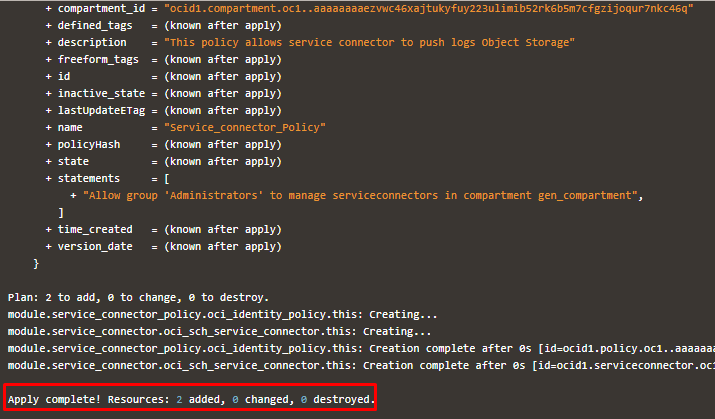 + compartment_id = "ocid1.compartment.oc1..aaaaaaaaezvwc46xajtukyfuy223ulimib52rk6b5m7cfgzijoqur7nkc46q"
+ defined_tags = (known after apply)
+ description = "This policy allows service connector to push logs Object Storage"
+ freeform_tags = (known after apply)
+ id = (known after apply)
+ inactive_state = (known after apply)
+ lastUpdateETag = (known after apply)
+ name = "Service_connector_Policy"
+ policyHash = (known after apply)
+ state = (known after apply)
+ statements = [
+ "Allow group 'Administrators' to manage serviceconnectors in compartment gen_compartment",
]
+ time_created = (known after apply)
+ version_date = (known after apply)
}
Plan: 2 to add, 0 to change, 0 to destroy.
module.service_connector_policy.oci_identity_policy.this: Creating...
module.service_connector.oci_sch_service_connector.this: Creating...
module.service_connector_policy.oci_identity_policy.this: Creation complete after 0s [id=ocid1.policy.oc1..aaaaaa
module.service_connector.oci_sch_service_connector.this: Creation complete after 0s [id=ocid1.serviceconnector.oc
Apply complete! Resources: 2 added, 0 changed, 0 destroyed.